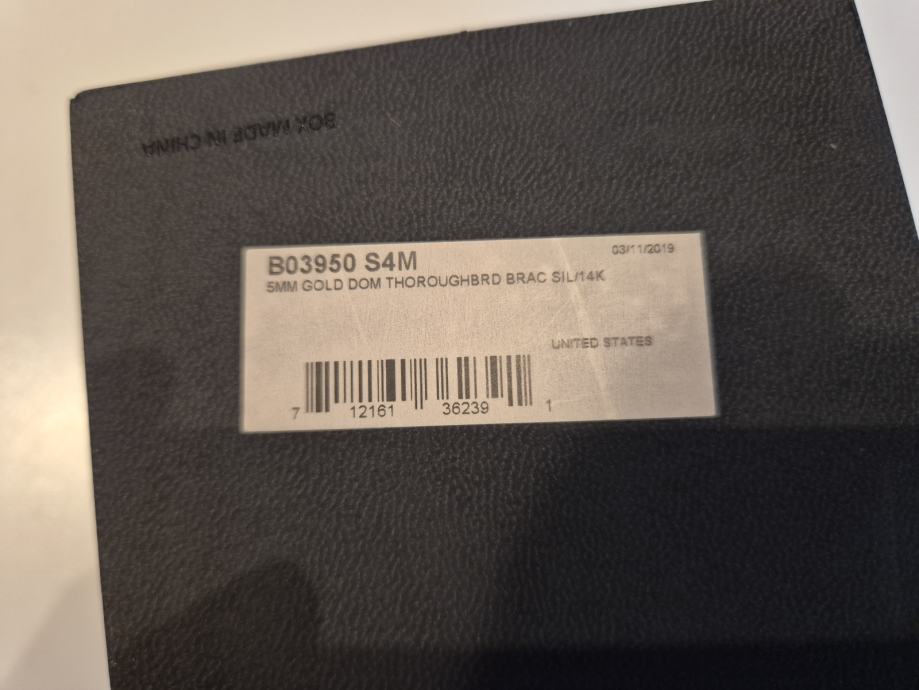 BOX MADE IN CHINA
B03950 S4M
03/11/2019
5MM GOLD DOM THOROUGHBRD BRAC SIL/14K
UNITED STATES
7 12161 36239 1